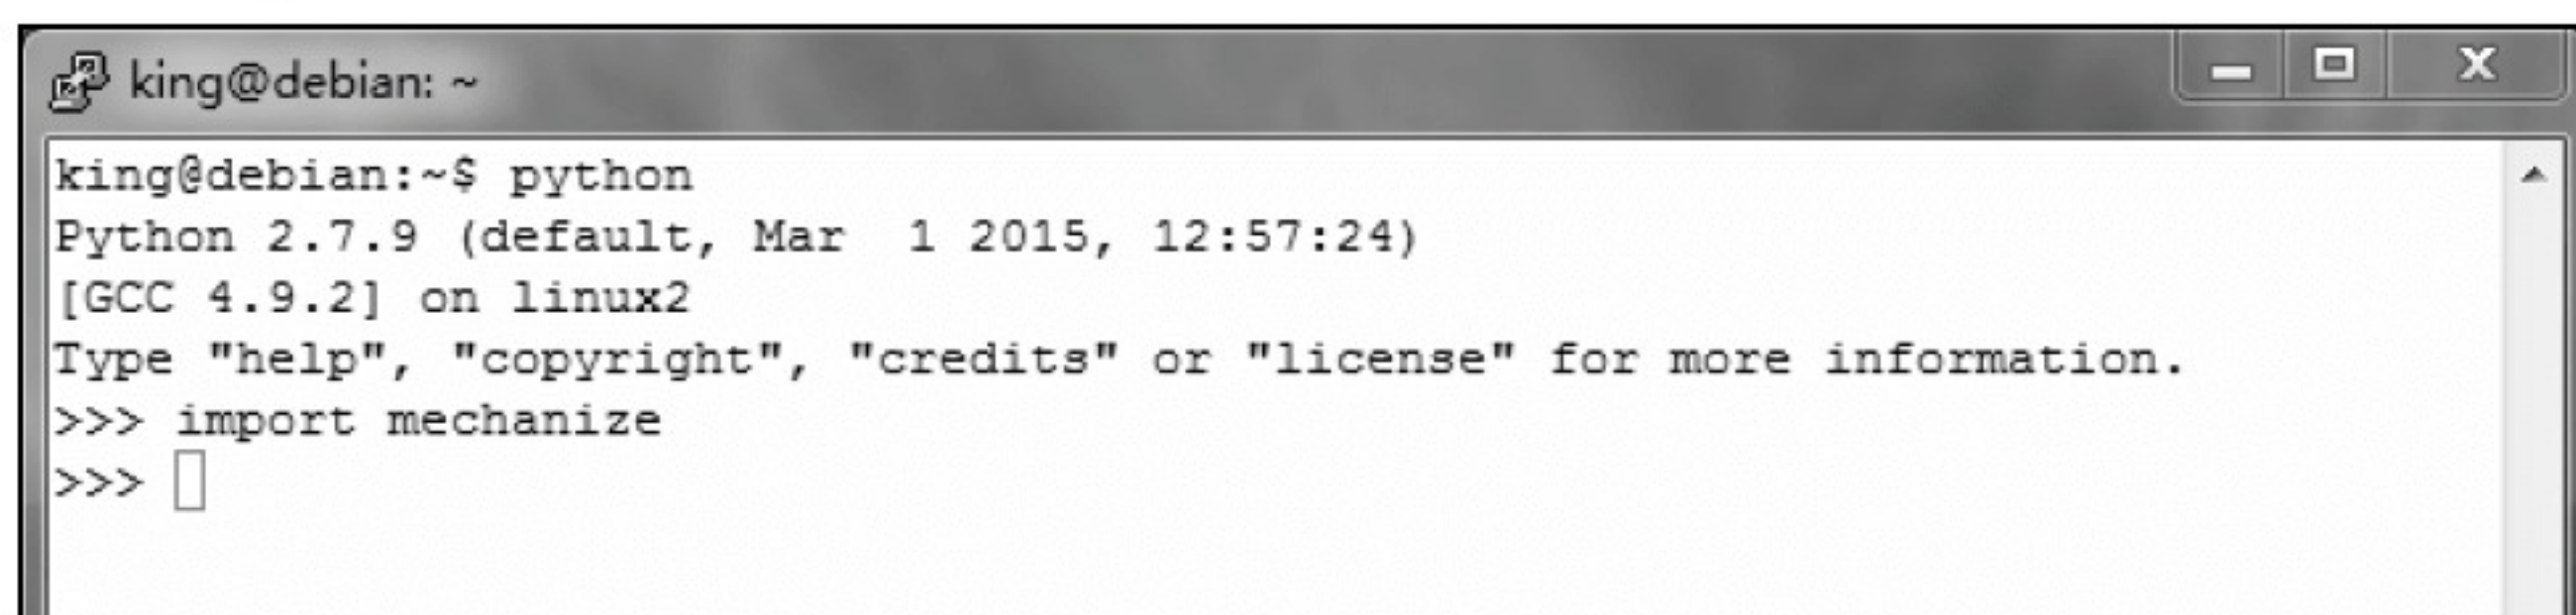 king@debian: ~
king@debian:~$ python
Python 2.7.9 (default, Mar  1 2015, 12:57:24)
[GCC 4.9.2] on linux2
Type "help", "copyright", "credits" or "license" for more information.
>>> import mechanize
>>>